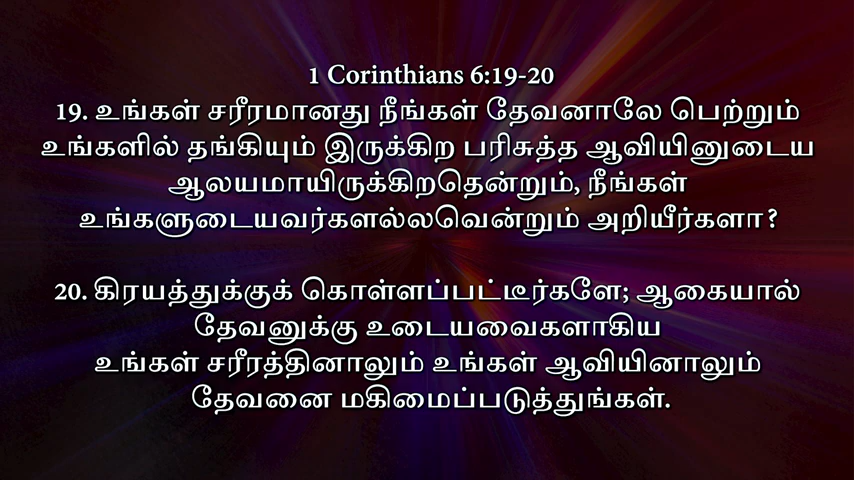 1 Corinthians 6:19-20
19. உங்கள் சரீரமானது நீங்கள் தேவனாலே பெற்றும்
உங்களில் தங்கியும் இருக்கிற பரிசுத்த ஆவியினுடைய
ஆலயமாயிருக்கிறதென்றும், நீங்கள்
உங்களுடையவர்களல்லவென்றும் அறியீர்களா?
20. கிரயத்துக்குக் கொள்ளப்பட்டீர்களே; ஆகையால்
தேவனுக்கு உடையவைகளாகிய
உங்கள் சரீரத்தினாலும் உங்கள் ஆவியினாலும்
தேவனை மகிமைப்படுத்துங்கள்.